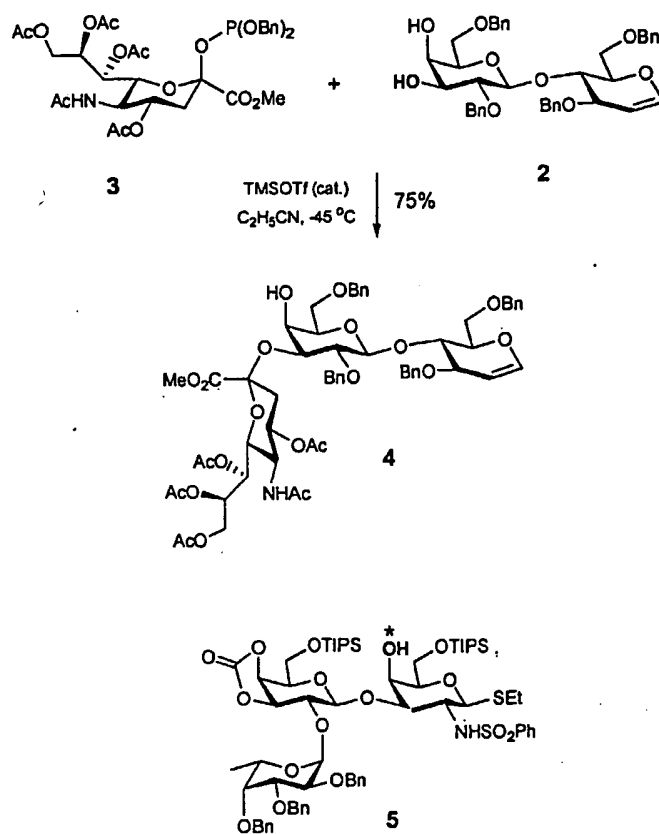 OAc
AcO
OAc
O
P(OBn)2
O
AcHN
CO2Me
AcO
3
+
HO
OBn
O
HO
OBn
O
OBn
O
BnO
2
TMSOTf (cat.)
C2H5CN, -45 °C
75%
HO
OBn
O
O
BnO
O
OBn
O
BnO
MeO2C
O
OAc
AcO
NHAc
AcO
AcO
4
O
O
O
OTIPS
O
O
O
*
OH
OTIPS
O
SEt
NHSO2Ph
O
OBn
OBn
OBn
5